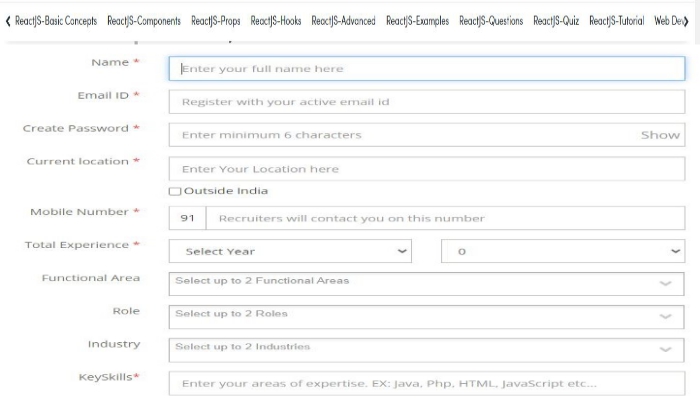 ReactJS-Basic Concepts ReactJS-Components ReactJS-Props ReactJS-Hooks ReactJS-Advanced ReactJS-Examples ReactJS-Questions ReactJS-Quiz ReactJS-Tutorial Web Dev
Name * Enter your full name here
Email ID * Register with your active email id
Create Password * Enter minimum 6 characters Show
Current location * Enter Your Location here
Outside India
Mobile Number * 91 Recruiters will contact you on this number
Total Experience * Select Year 0
Functional Area Select up to 2 Functional Areas
Role Select up to 2 Roles
Industry Select up to 2 Industries
KeySkills* Enter your areas of expertise. EX: Java, Php, HTML, JavaScript etc...